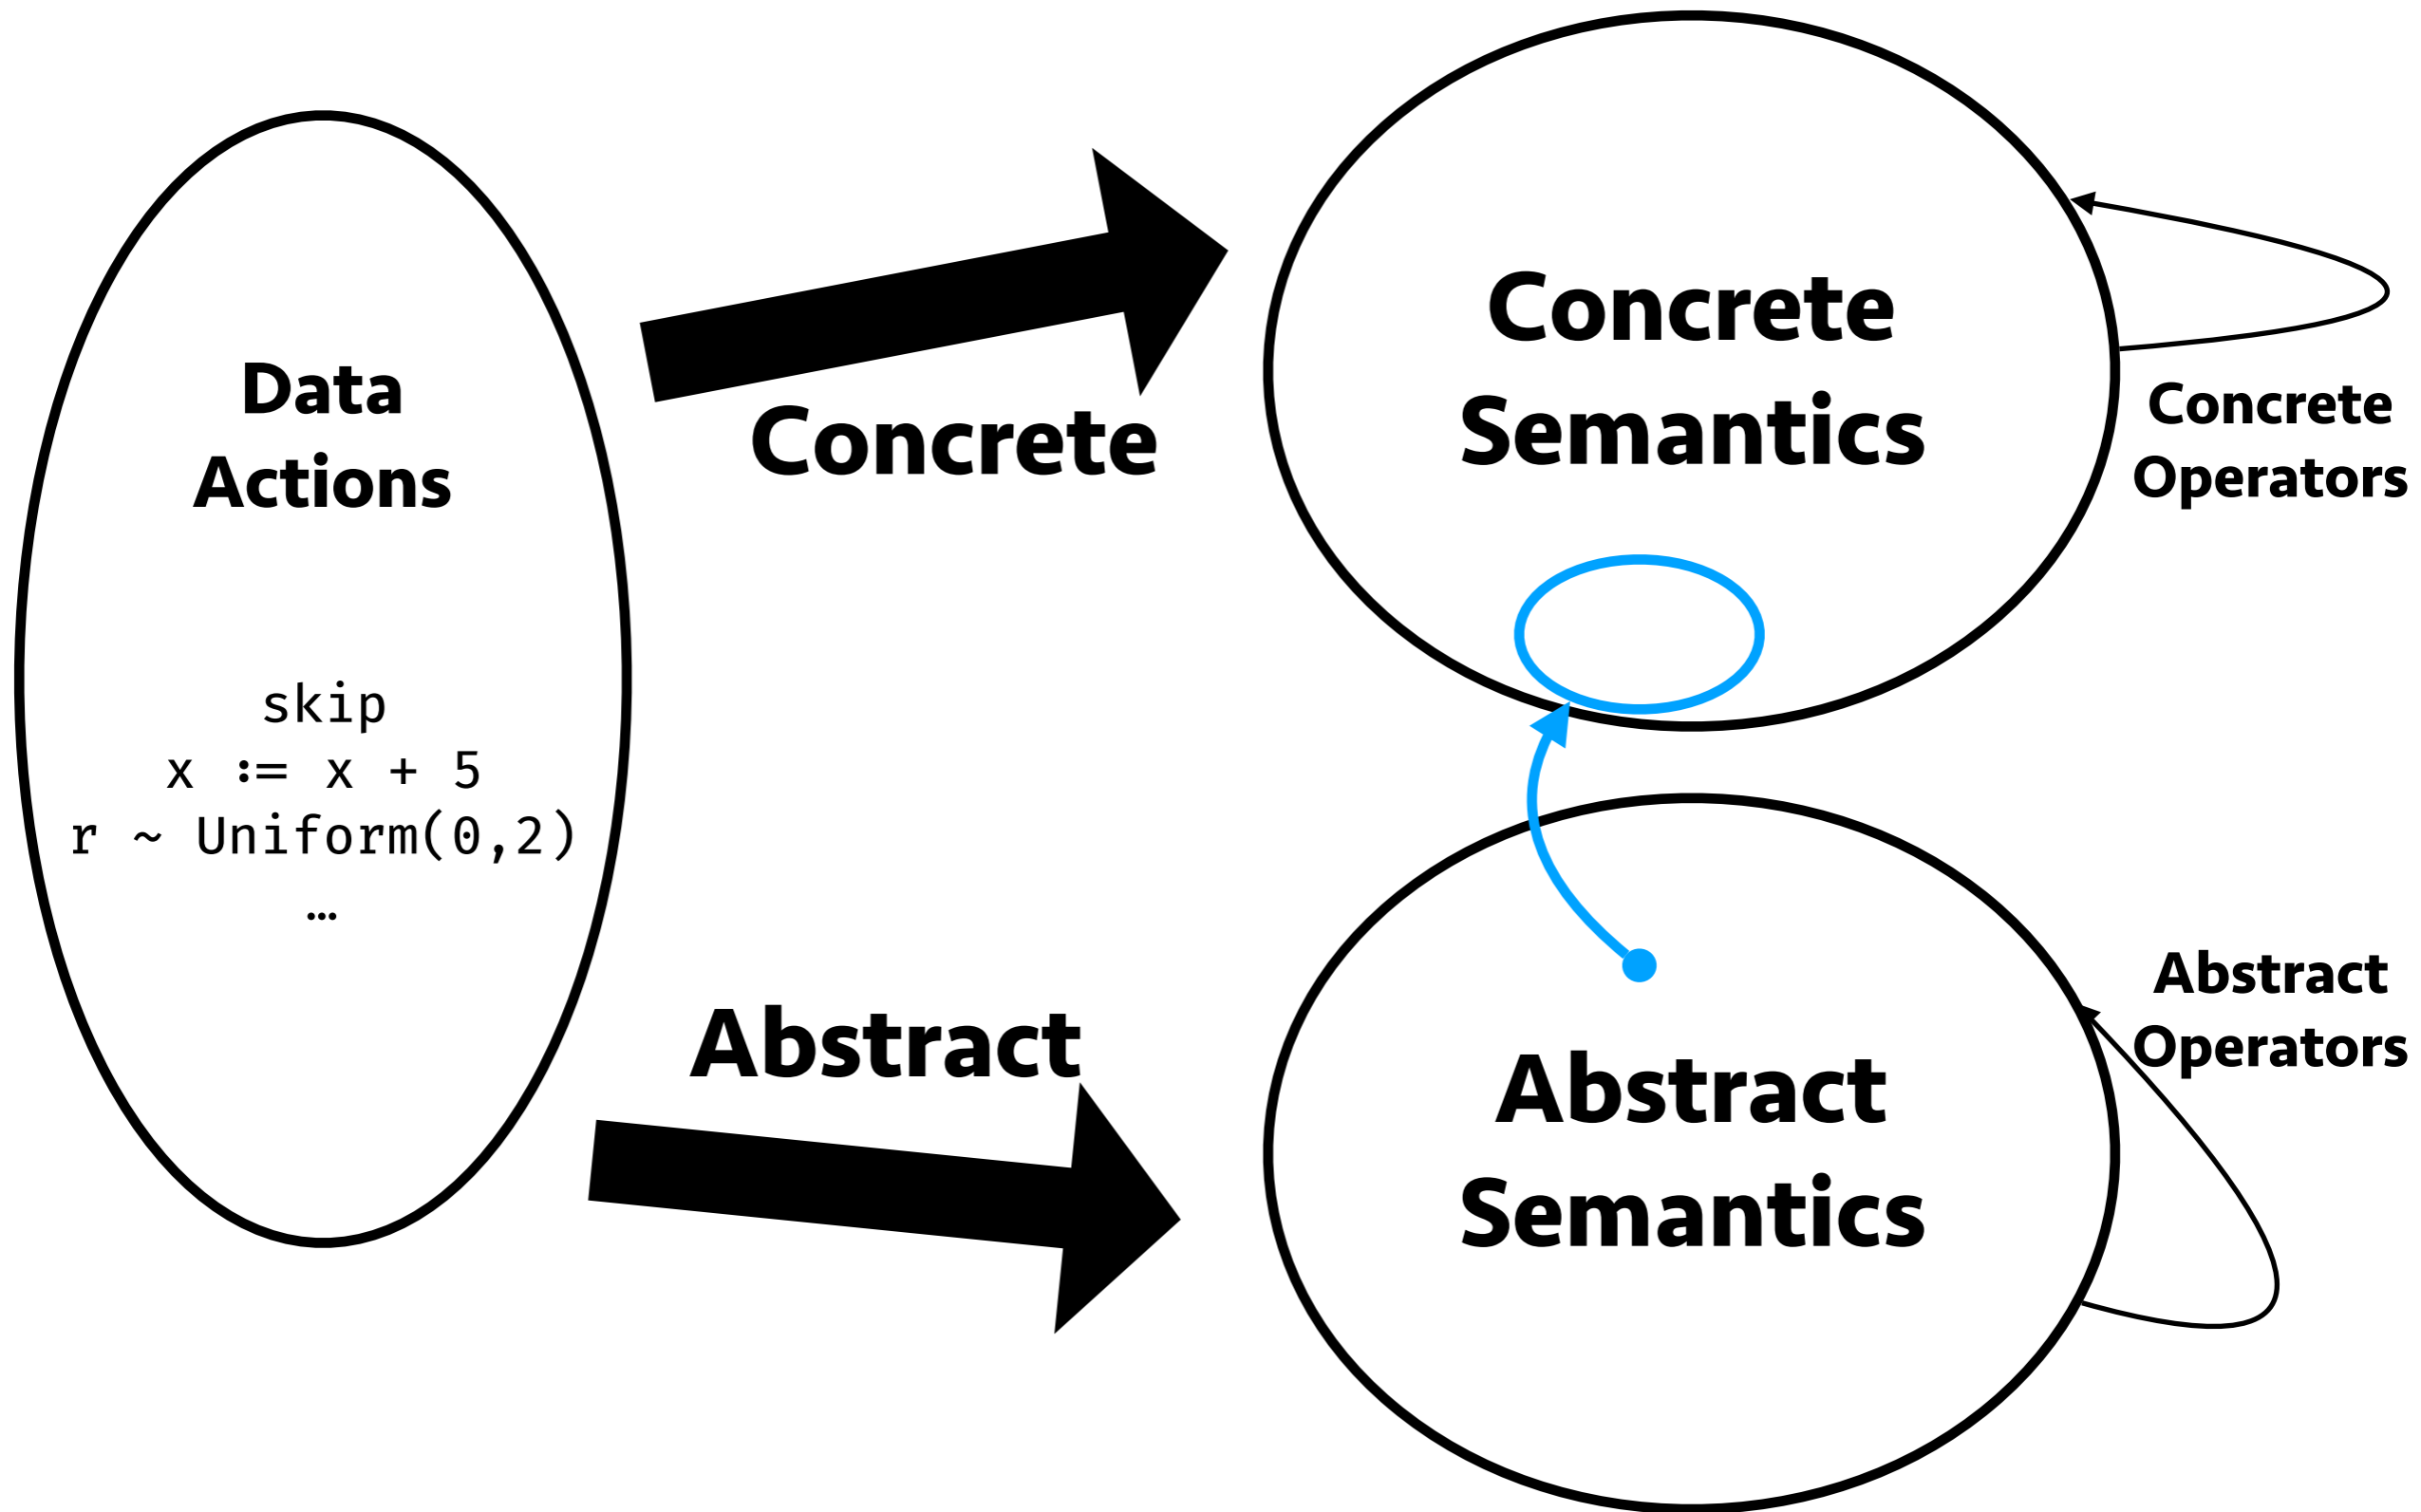 Data
Actions
skip
x := x + 5
r ~ Uniform(0,2)
…
Concrete
Abstract
Concrete
Semantics
Concrete
Operators
Abstract
Semantics
Abstract
Operators